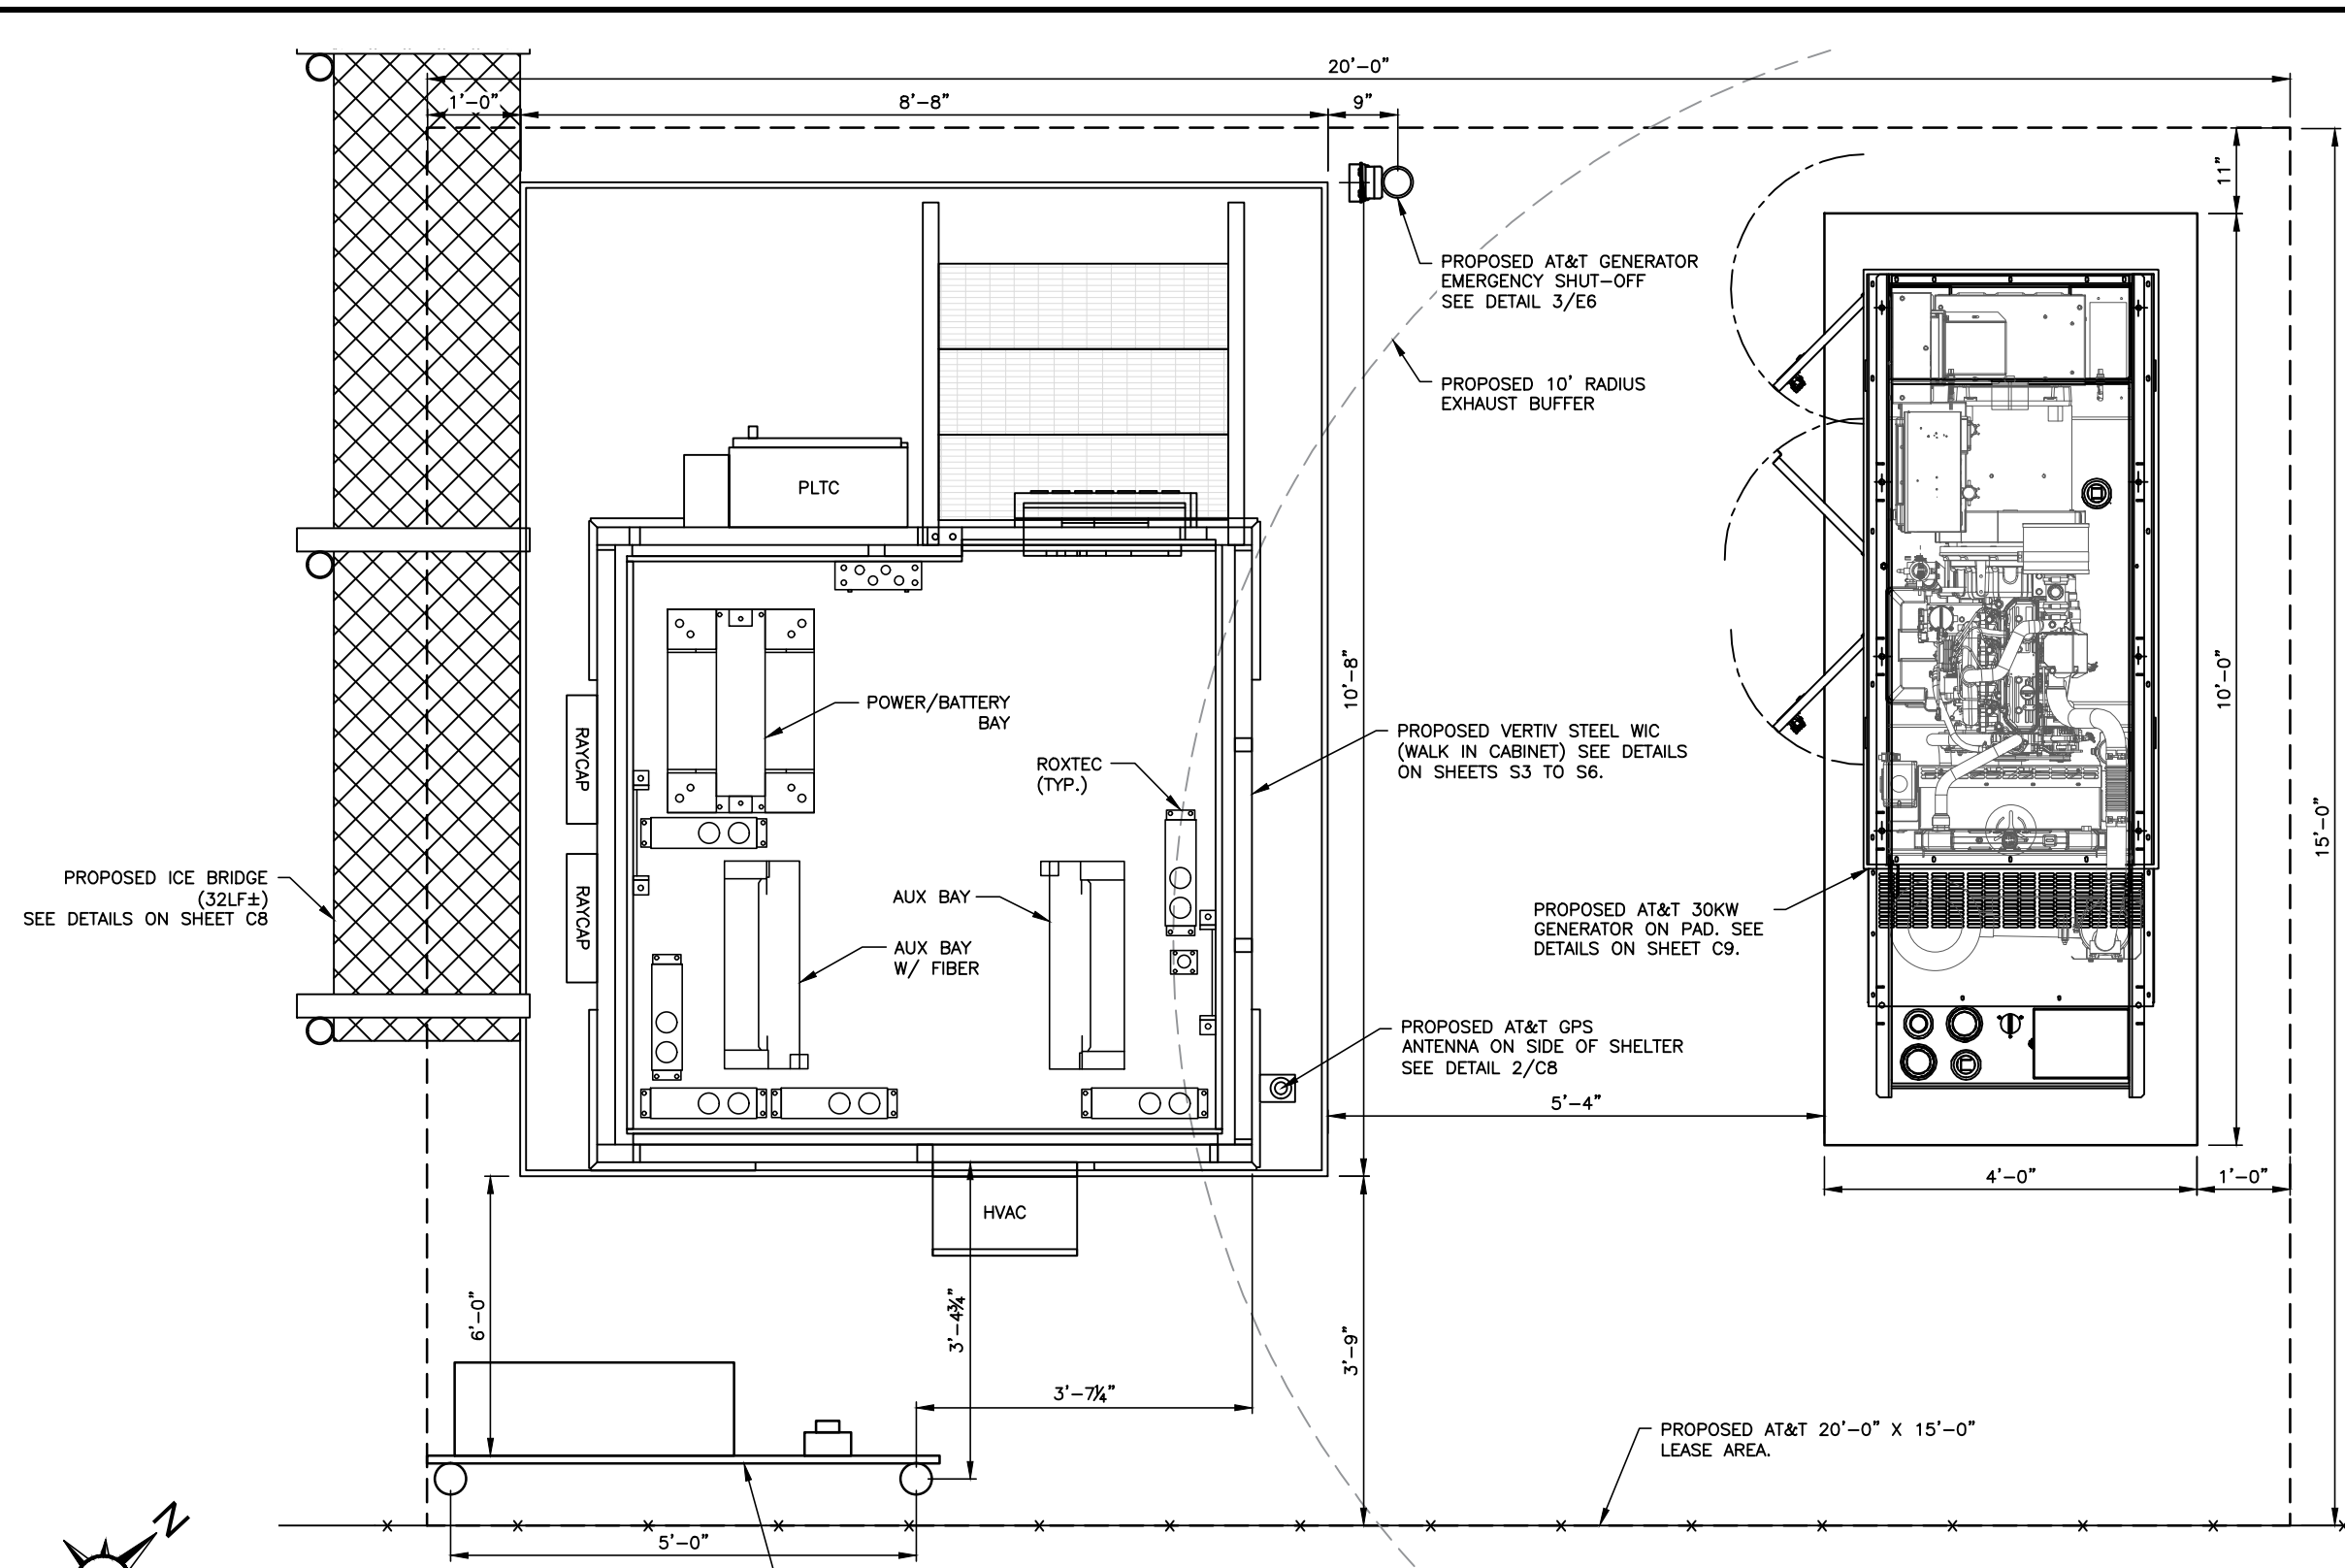 20'-0"
1'-0"
8'-8"
9"
11"
PROPOSED AT&T GENERATOR
EMERGENCY SHUT-OFF
SEE DETAIL 3/E6
PROPOSED 10' RADIUS
EXHAUST BUFFER
PLTC
POWER/BATTERY
BAY
10'-8"
10'-0"
RAYCAP
ROXTEC
(TYP.)
PROPOSED VERTIV STEEL WIC
(WALK IN CABINET) SEE DETAILS
ON SHEETS S3 TO S6.
15'-0"
PROPOSED ICE BRIDGE
(32LF±)
SEE DETAILS ON SHEET C8
RAYCAP
AUX BAY
AUX BAY
W/ FIBER
PROPOSED AT&T 30KW
GENERATOR ON PAD. SEE
DETAILS ON SHEET C9.
PROPOSED AT&T GPS
ANTENNA ON SIDE OF SHELTER
SEE DETAIL 2/C8
5'-4"
4'-0"
1'-0"
HVAC
6'-0"
3'-4¾"
3'-9"
3'-7¼"
PROPOSED AT&T 20'-0" X 15'-0"
LEASE AREA.
N
5'-0"